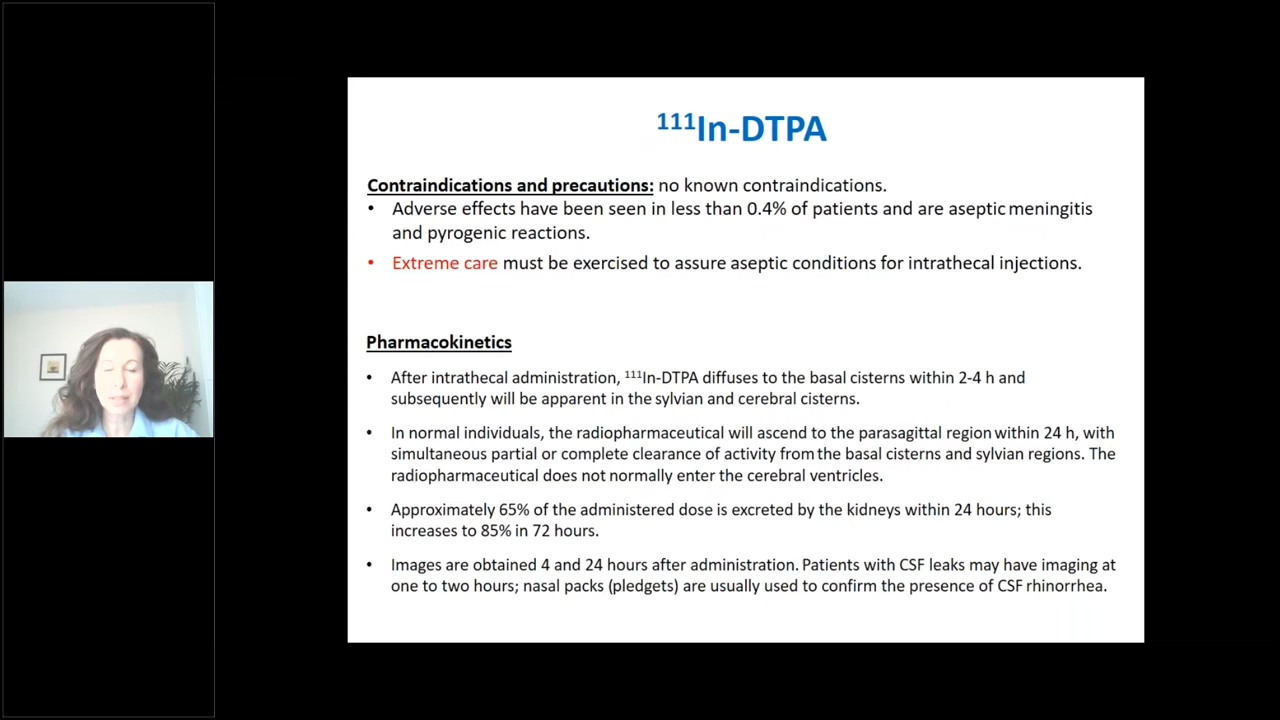 ¹¹¹In-DTPA
Contraindications and precautions: no known contraindications.
• Adverse effects have been seen in less than 0.4% of patients and are aseptic meningitis
and pyrogenic reactions.
• Extreme care must be exercised to assure aseptic conditions for intrathecal injections.
Pharmacokinetics
• After intrathecal administration, ¹¹¹In-DTPA diffuses to the basal cisterns within 2-4 h and
subsequently will be apparent in the sylvian and cerebral cisterns.
• In normal individuals, the radiopharmaceutical will ascend to the parasagittal region within 24 h, with
simultaneous partial or complete clearance of activity from the basal cisterns and sylvian regions. The
radiopharmaceutical does not normally enter the cerebral ventricles.
• Approximately 65% of the administered dose is excreted by the kidneys within 24 hours; this
increases to 85% in 72 hours.
• Images are obtained 4 and 24 hours after administration. Patients with CSF leaks may have imaging at
one to two hours; nasal packs (pledgets) are usually used to confirm the presence of CSF rhinorrhea.